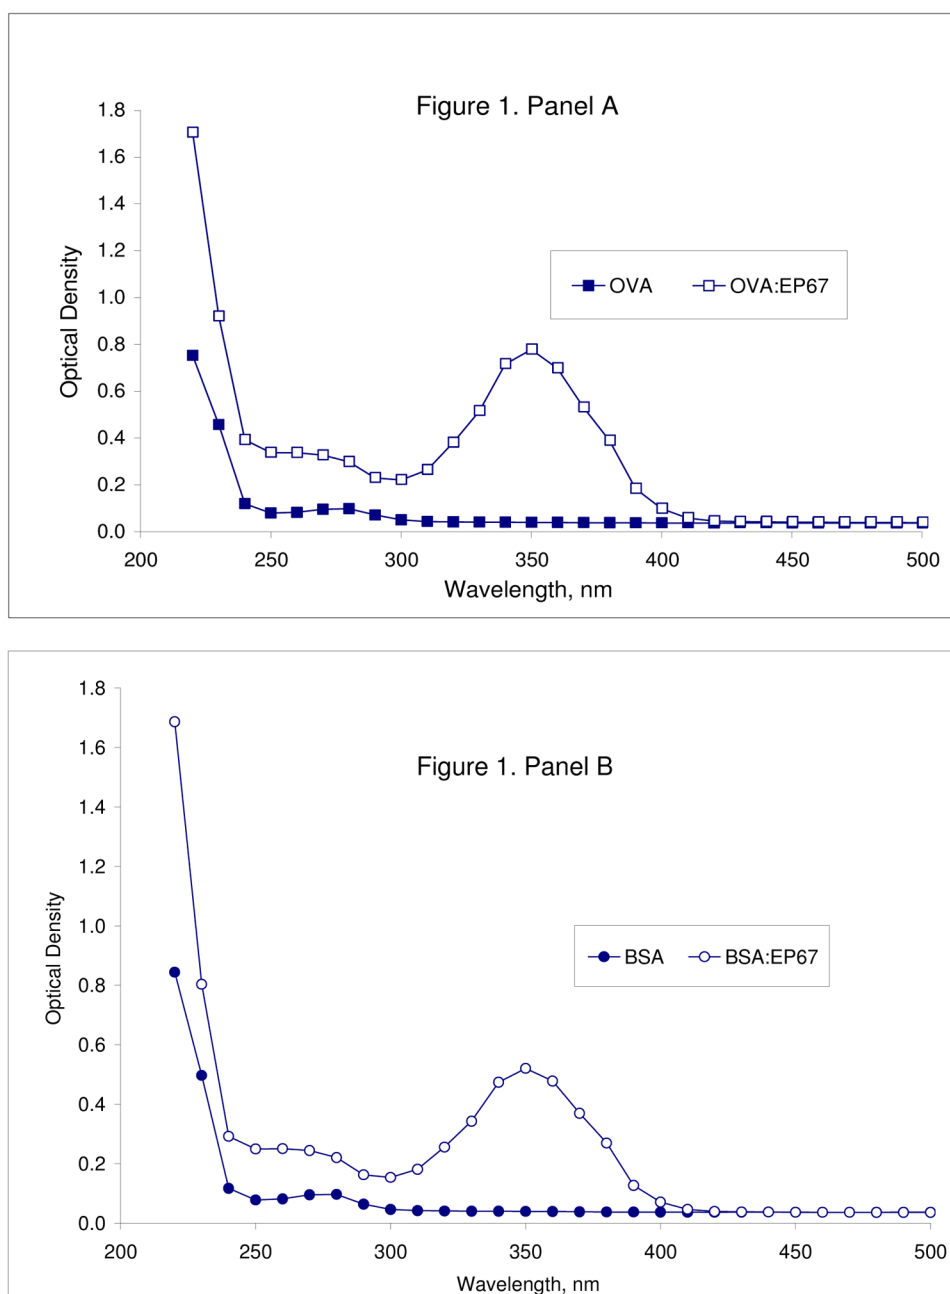 Figure 1. Panel A
1.8
1.6
1.4
1.2
1.0
0.8
0.6
0.4
0.2
0.0
Optical Density
OVA OVA:EP67
200 250 300 350 400 450 500
Wavelength, nm
Figure 1. Panel B
1.8
1.6
1.4
1.2
1.0
0.8
0.6
0.4
0.2
0.0
Optical Density
BSA BSA:EP67
200 250 300 350 400 450 500
Wavelength, nm